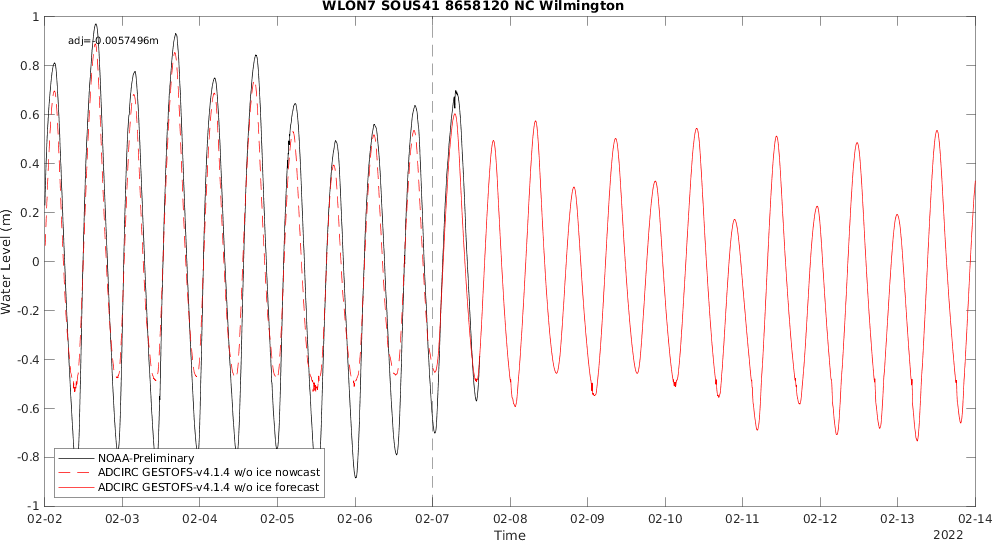 WLON7 SOUS41 8658120 NC Wilmington
adj=-0.0057496m
Water Level (m)
1
0.8
0.6
0.4
0.2
0
-0.2
-0.4
-0.6
-0.8
-1
NOAA-Preliminary
ADCIRC GESTOFS-v4.1.4 w/o ice nowcast
ADCIRC GESTOFS-v4.1.4 w/o ice forecast
02-02 02-03 02-04 02-05 02-06 02-07 02-08 02-09 02-10 02-11 02-12 02-13 02-14
Time
2022